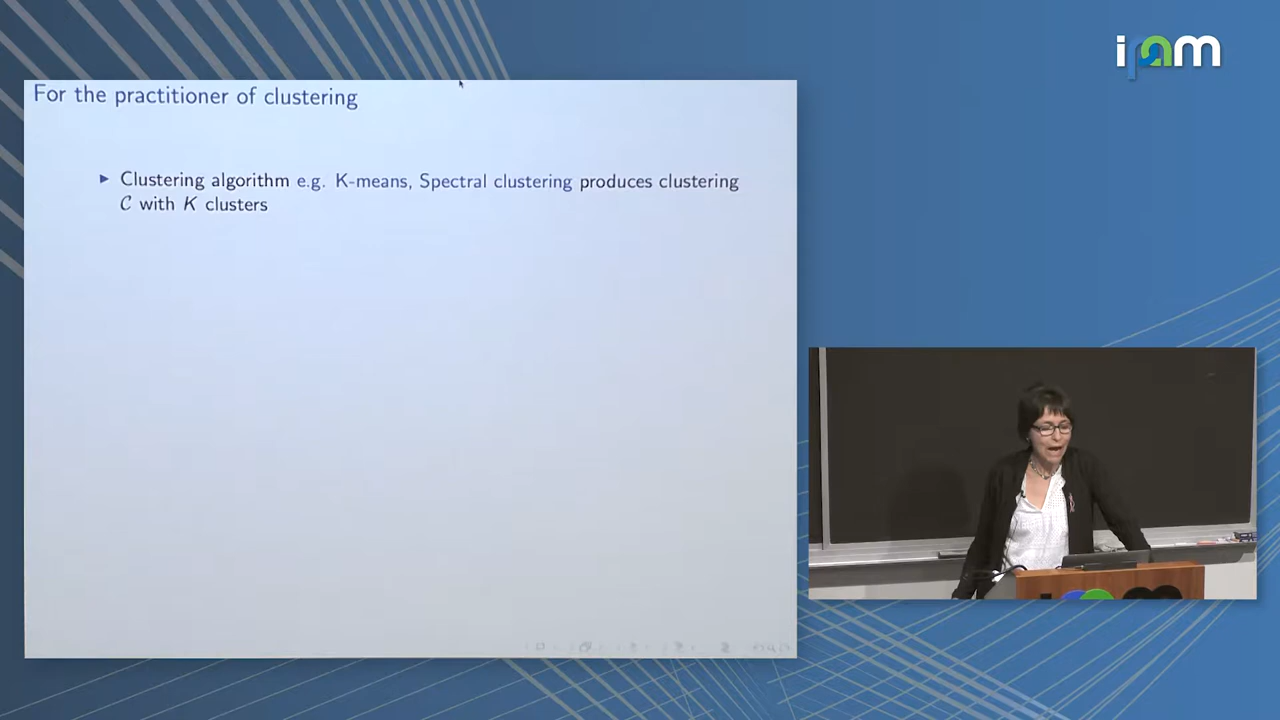 ipam
For the practitioner of clustering
▶ Clustering algorithm e.g. K-means, Spectral clustering produces clustering
𝒞 with K clusters